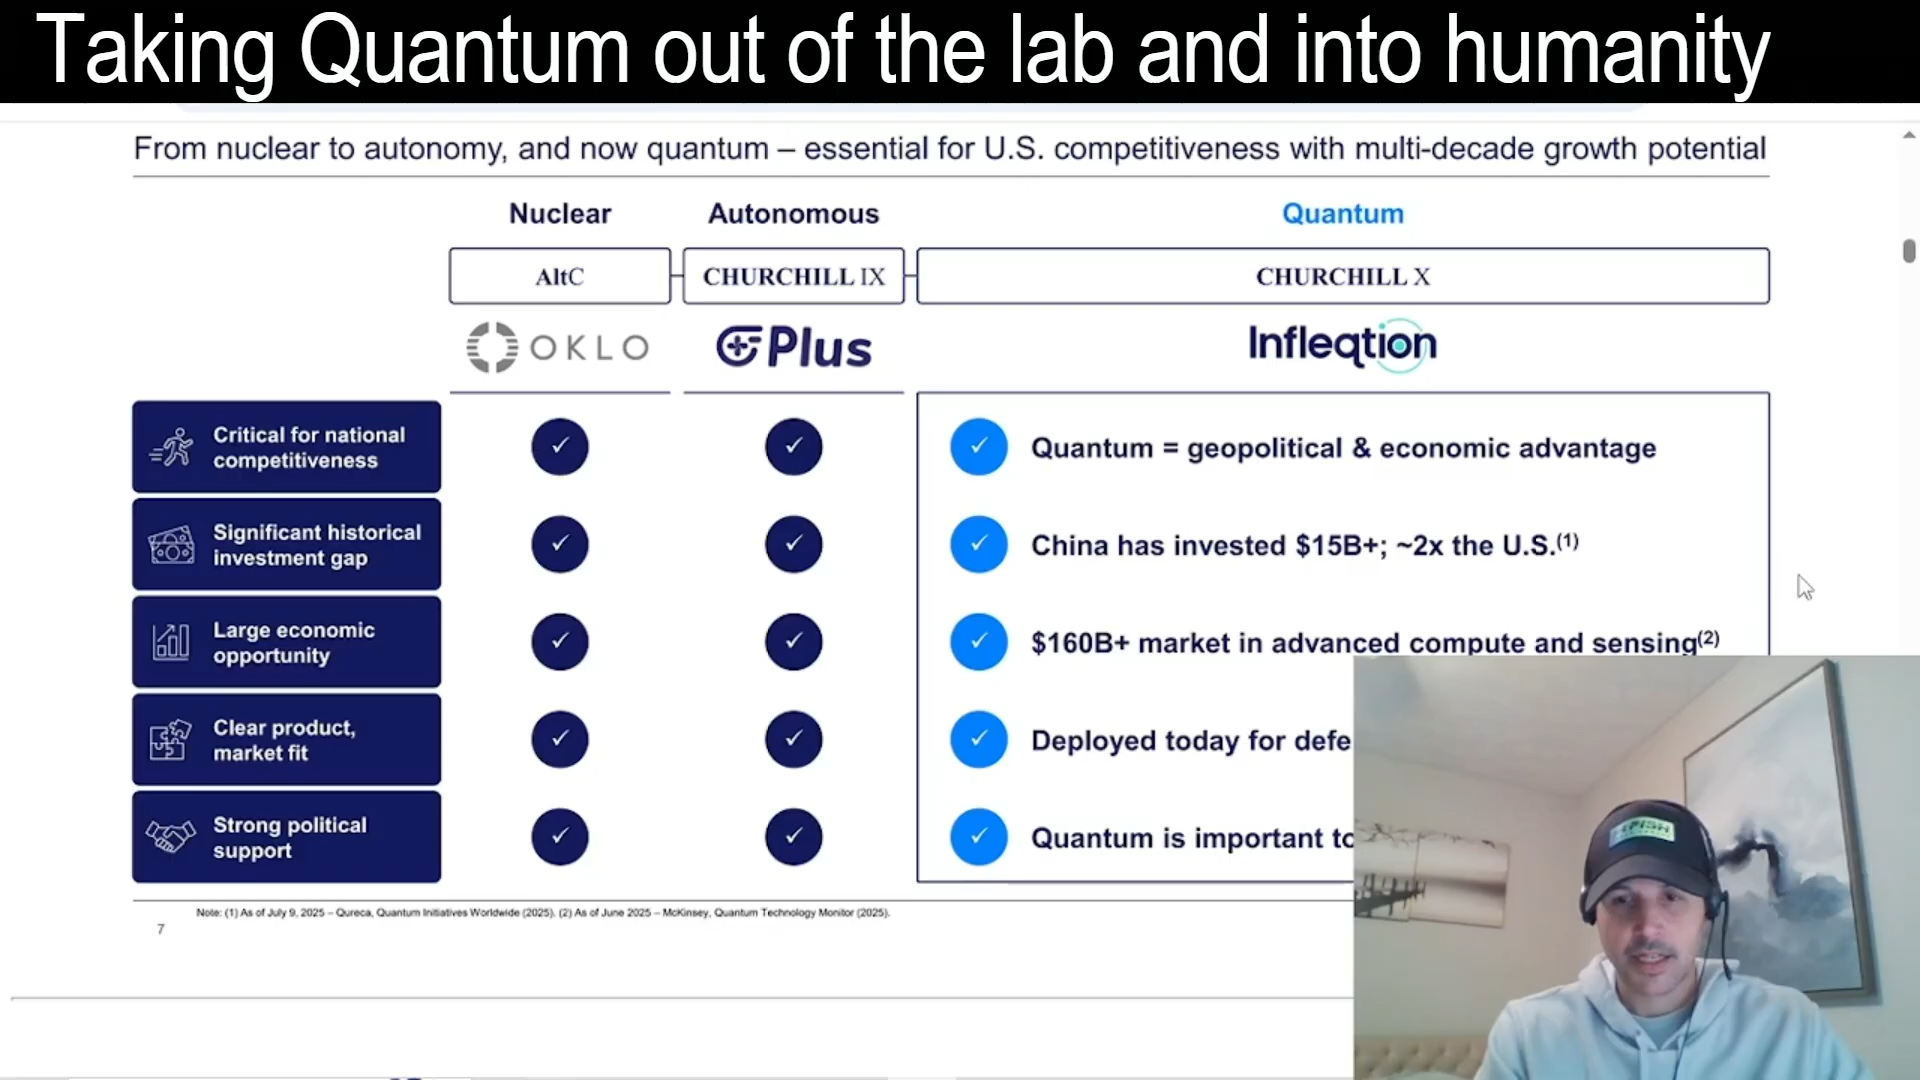 Taking Quantum out of the lab and into humanity
From nuclear to autonomy, and now quantum – essential for U.S. competitiveness with multi-decade growth potential
Nuclear
Autonomous
Quantum
AltC
CHURCHILL IX
CHURCHILL X
OKLO
Plus
Infleqtion
Critical for national
competitiveness
Quantum = geopolitical & economic advantage
Significant historical
investment gap
China has invested $15B+; ~2x the U.S.(1)
Large economic
opportunity
$160B+ market in advanced compute and sensing(2)
Clear product,
market fit
Deployed today for defe
Strong political
support
Quantum is important to
Note: (1) As of July 9, 2025 – Qureca, Quantum Initiatives Worldwide (2025). (2) As of June 2025 – McKinsey, Quantum Technology Monitor (2025).
7